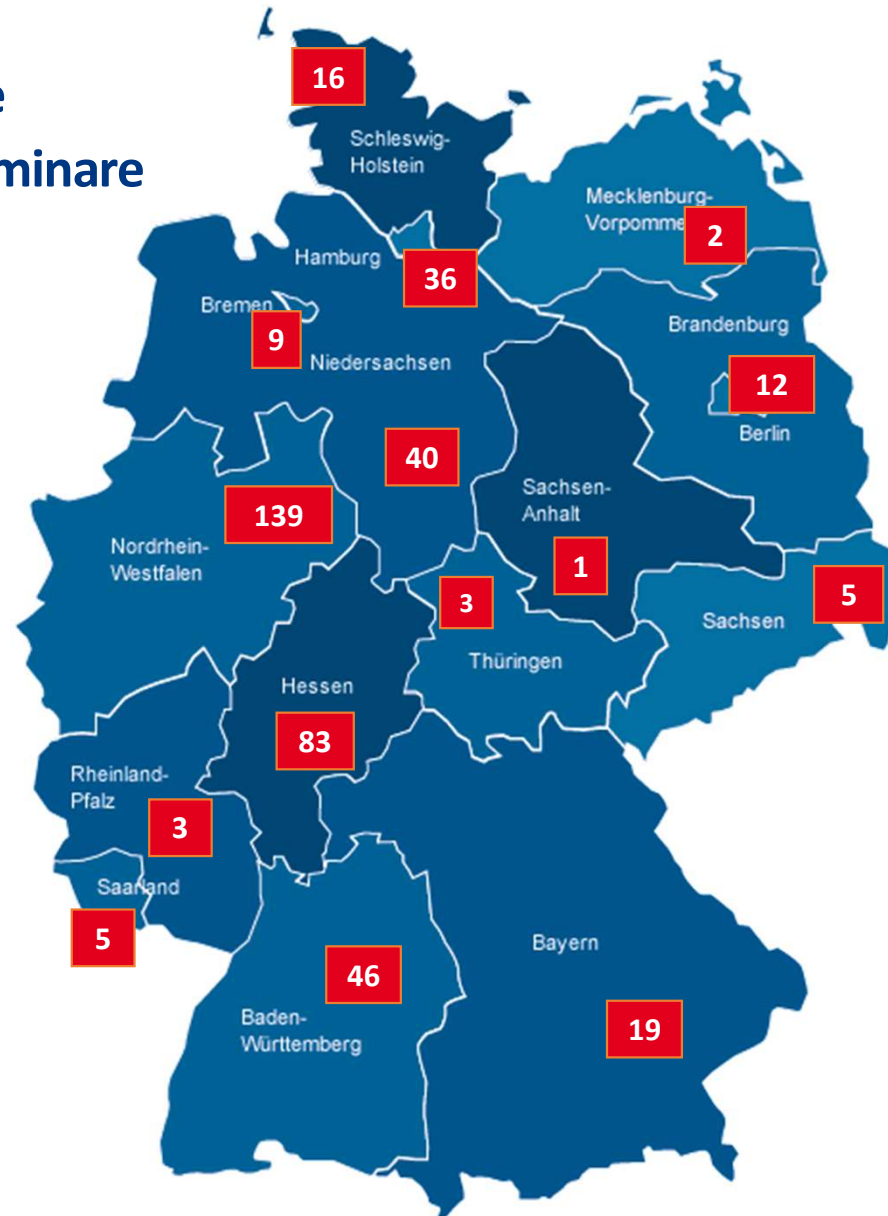 e
minare
16
Schleswig-
Holstein
Mecklenburg-
Vorpomme
2
Hamburg
36
Bremen
9
Niedersachsen
Brandenburg
12
Berlin
40
Sachsen-
Anhalt
139
Nordrhein-
Westfalen
1
3
5
Sachsen
Thüringen
Hessen
83
Rheinland-
Pfalz
3
Saarland
5
Bayern
46
Baden-
Württemberg
19